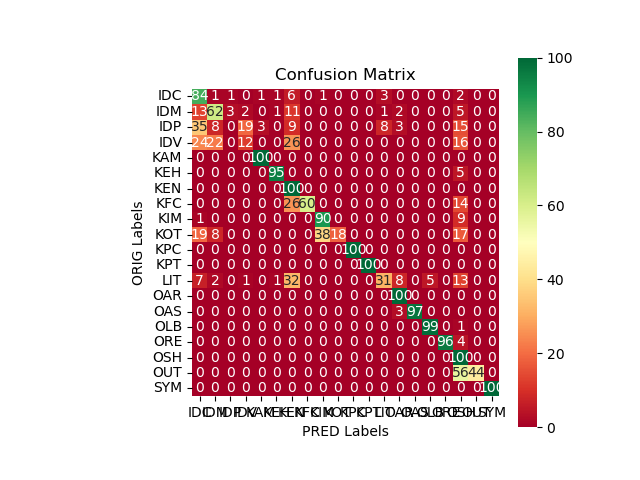 Confusion Matrix
IDC 84 1 1 0 1 1 6 0 1 0 0 0 3 0 0 0 0 2 0 0
IDM 13 62 3 2 0 1 11 0 0 0 0 0 1 2 0 0 0 5 0 0
IDP 35 8 0 19 3 0 9 0 0 0 0 0 8 3 0 0 0 15 0 0
IDV 24 22 0 12 0 0 26 0 0 0 0 0 0 0 0 0 0 16 0 0
KAM 0 0 0 0 100 0 0 0 0 0 0 0 0 0 0 0 0 0 0 0
KEH 0 0 0 0 0 95 0 0 0 0 0 0 0 0 0 0 0 5 0 0
KEN 0 0 0 0 0 0 100 0 0 0 0 0 0 0 0 0 0 0 0 0
KFC 0 0 0 0 0 0 26 60 0 0 0 0 0 0 0 0 0 14 0 0
KIM 1 0 0 0 0 0 0 0 90 0 0 0 0 0 0 0 0 9 0 0
KOT 19 8 0 0 0 0 0 0 38 18 0 0 0 0 0 0 0 17 0 0
KPC 0 0 0 0 0 0 0 0 0 0 100 0 0 0 0 0 0 0 0 0
KPT 0 0 0 0 0 0 0 0 0 0 0 100 0 0 0 0 0 0 0 0
LIT 7 2 0 1 0 1 32 0 0 0 0 0 31 8 0 5 0 13 0 0
OAR 0 0 0 0 0 0 0 0 0 0 0 0 0 100 0 0 0 0 0 0
OAS 0 0 0 0 0 0 0 0 0 0 0 0 0 3 97 0 0 0 0 0
OLB 0 0 0 0 0 0 0 0 0 0 0 0 0 0 0 99 0 1 0 0
ORE 0 0 0 0 0 0 0 0 0 0 0 0 0 0 0 0 96 4 0 0
OSH 0 0 0 0 0 0 0 0 0 0 0 0 0 0 0 0 0 100 0 0
OUT 0 0 0 0 0 0 0 0 0 0 0 0 0 0 0 0 0 56 44 0
SYM 0 0 0 0 0 0 0 0 0 0 0 0 0 0 0 0 0 0 0 100
IDC IDM IDP IDV KAM KEH KEN KFC KIM KOT KPC KPT LIT OAR OAS OLB ORE OSH OUT SYM
PRED Labels
ORIG Labels
100
80
60
40
20
0